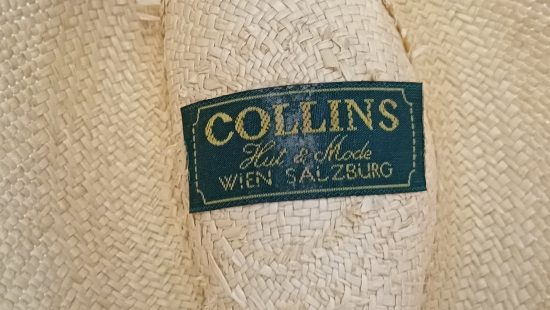 COLLINS
Hut & Mode
WIEN SALZBURG